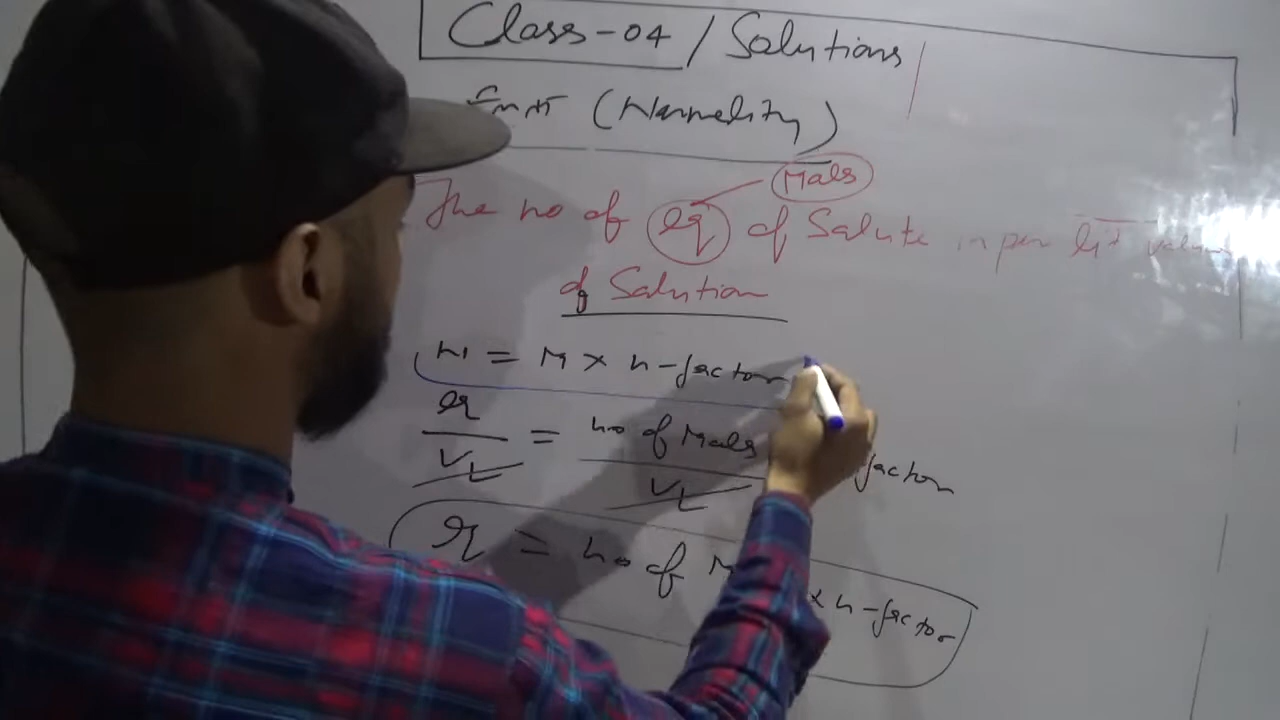 Class-04 / Solutions
(Normality)
Mols
The no of eq of Solute in per lit volum
of Solution
N = M × n-factor
eq / VL = no of Mols / VL factor
eq = no of M × n-factor